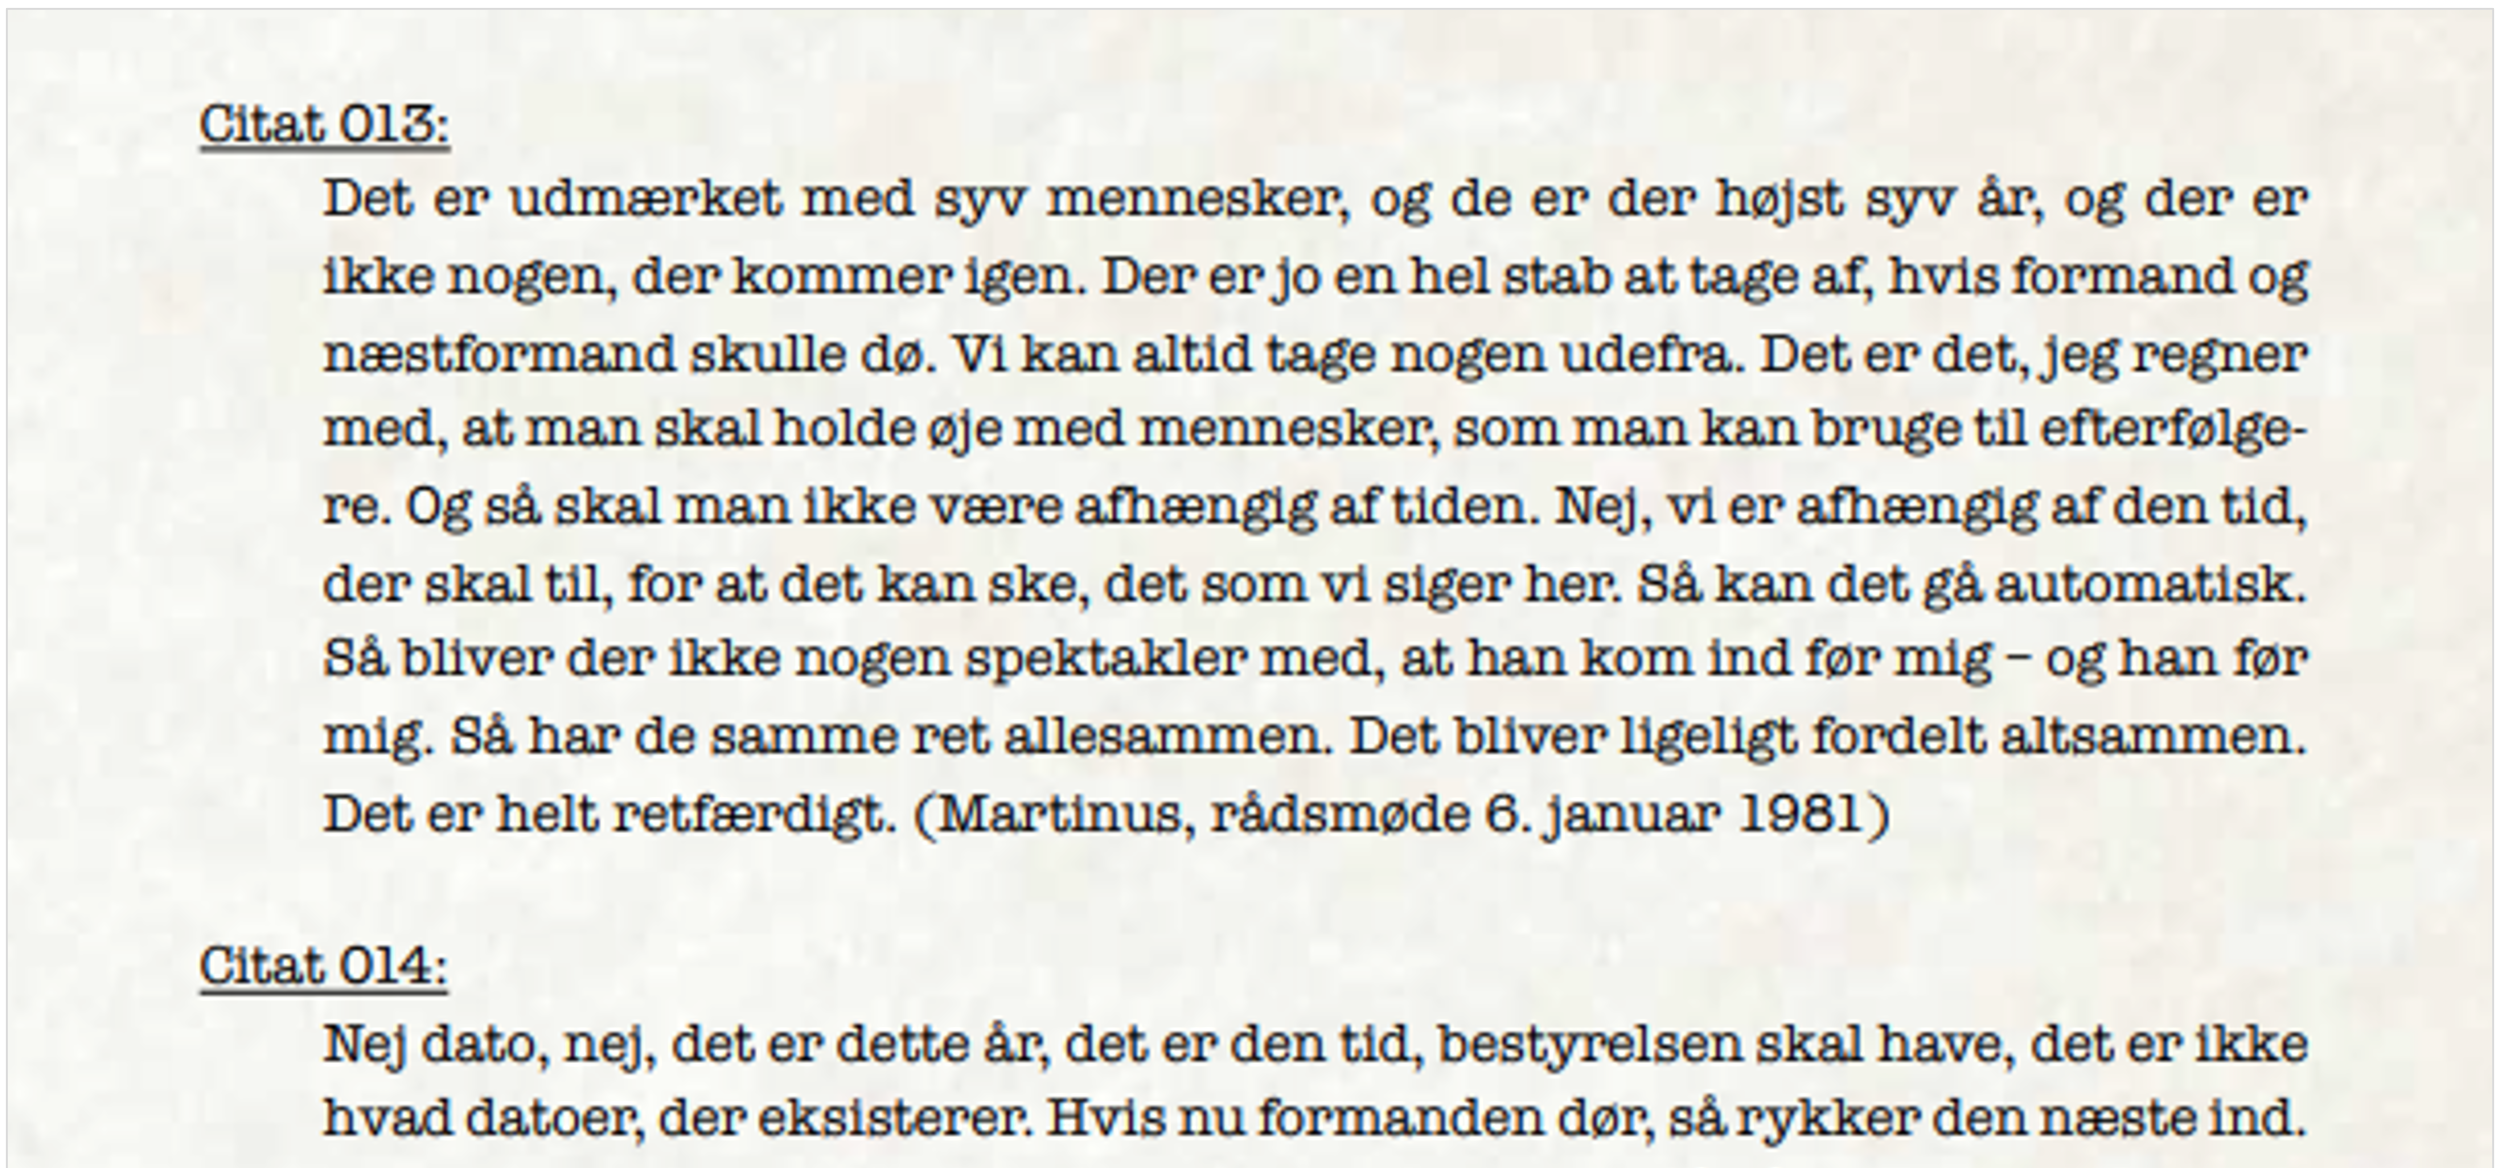 Citat 013:
Det er udmærket med syv mennesker, og de er der højst syv år, og der er
ikke nogen, der kommer igen. Der er jo en hel stab at tage af, hvis formand og
næstformand skulle dø. Vi kan altid tage nogen udefra. Det er det, jeg regner
med, at man skal holde øje med mennesker, som man kan bruge til efterfølge-
re. Og så skal man ikke være afhængig af tiden. Nej, vi er afhængig af den tid,
der skal til, for at det kan ske, det som vi siger her. Så kan det gå automatisk.
Så bliver der ikke nogen spektakler med, at han kom ind før mig – og han før
mig. Så har de samme ret allesammen. Det bliver ligeligt fordelt altsammen.
Det er helt retfærdigt. (Martinus, rådsmøde 6. januar 1981)
Citat 014:
Nej dato, nej, det er dette år, det er den tid, bestyrelsen skal have, det er ikke
hvad datoer, der eksisterer. Hvis nu formanden dør, så rykker den næste ind.